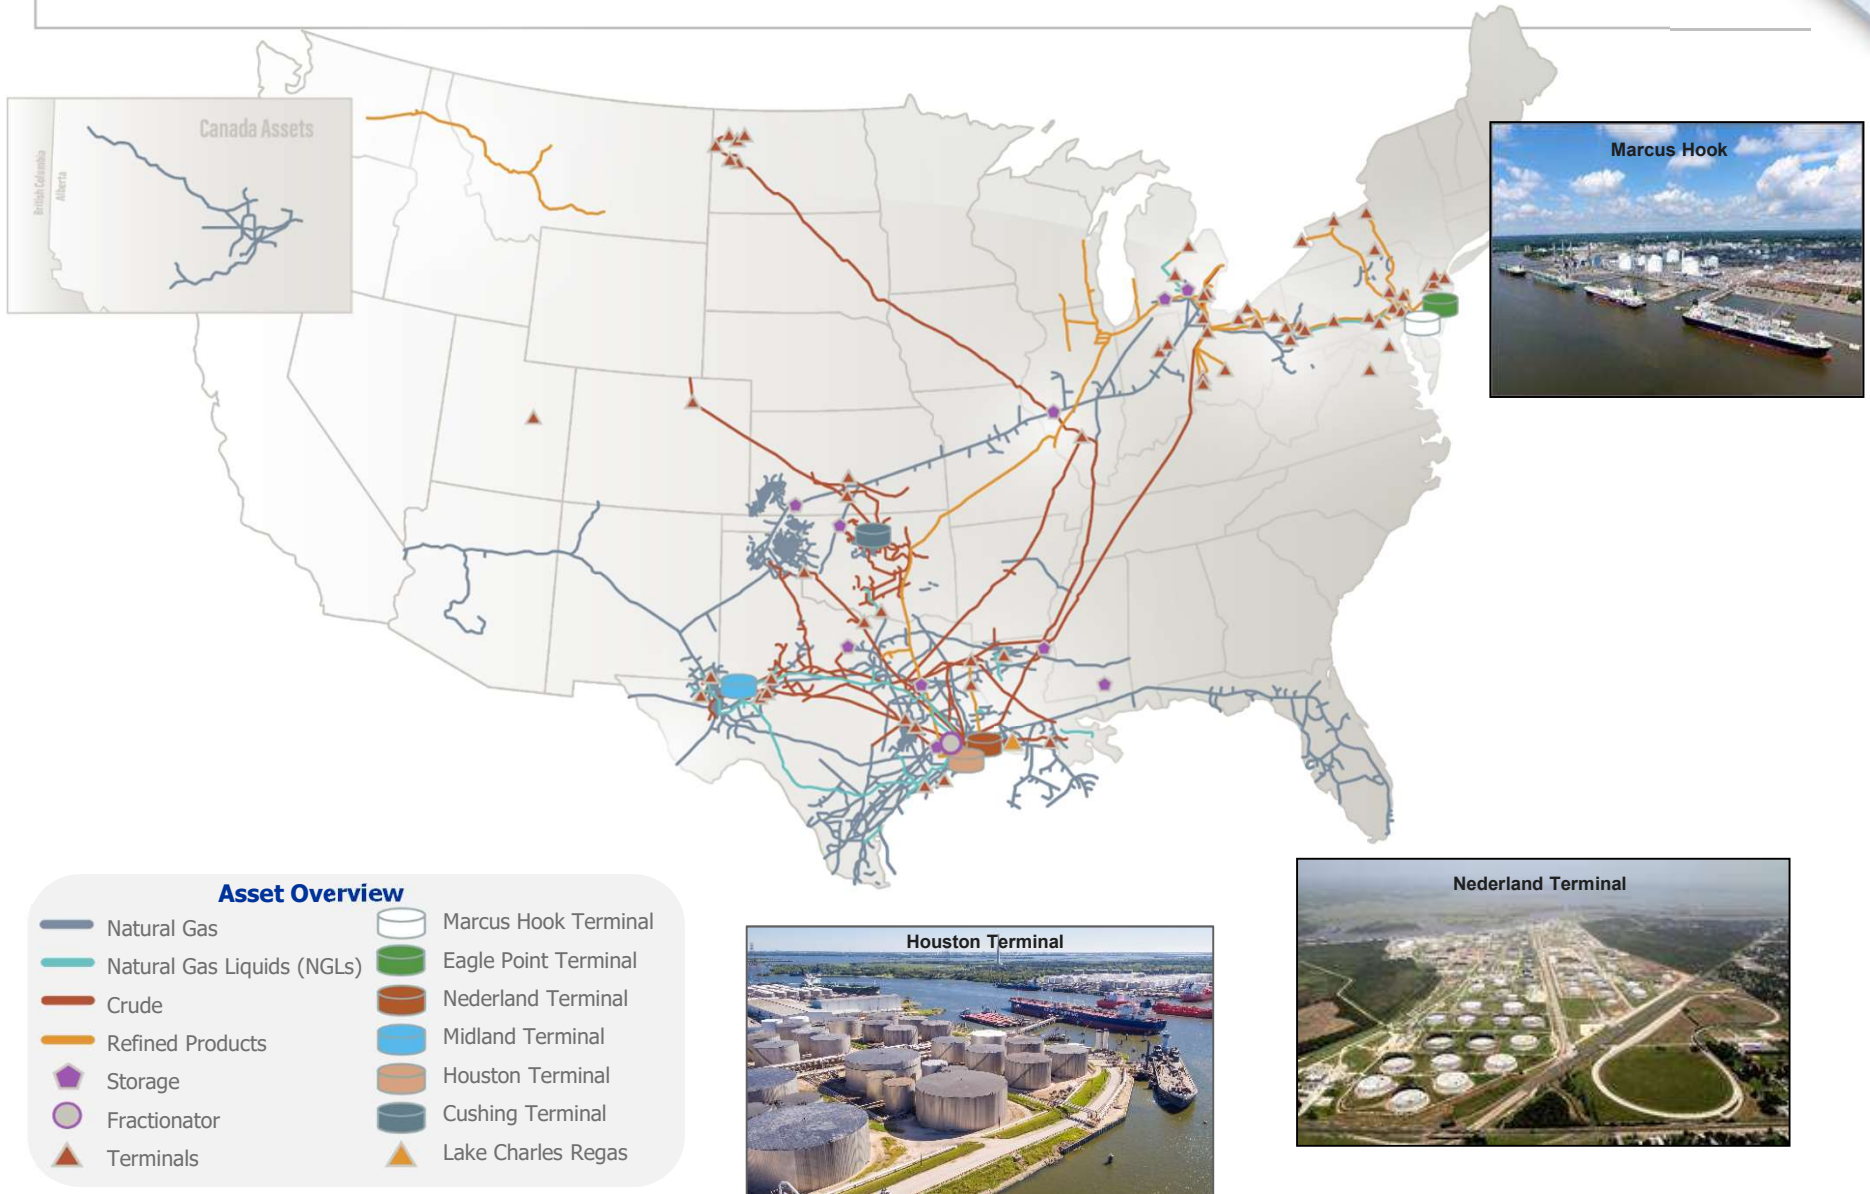 Canada Assets
British Columbia
Alberta
Marcus Hook
Nederland Terminal
Houston Terminal
Asset Overview
Natural Gas
Natural Gas Liquids (NGLs)
Crude
Refined Products
Storage
Fractionator
Terminals
Marcus Hook Terminal
Eagle Point Terminal
Nederland Terminal
Midland Terminal
Houston Terminal
Cushing Terminal
Lake Charles Regas